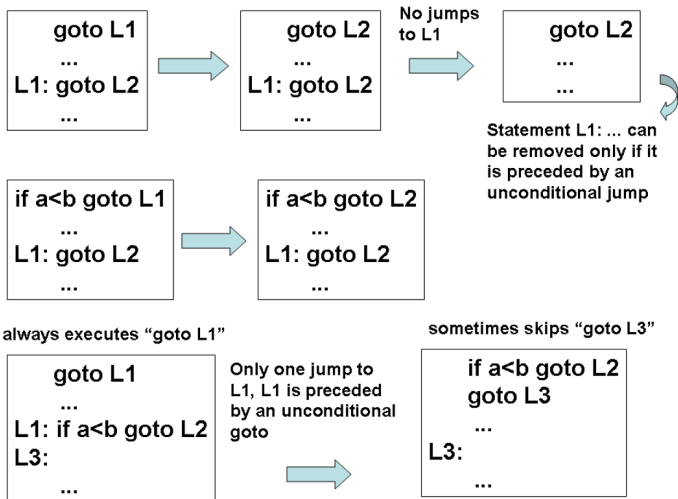 goto L1
...
L1: goto L2
...
goto L2
...
L1: goto L2
...
No jumps
to L1
goto L2
...
...
Statement L1: ... can
be removed only if it
is preceded by an
unconditional jump
if a<b goto L1
...
L1: goto L2
...
if a<b goto L2
...
L1: goto L2
...
always executes “goto L1”
goto L1
...
L1: if a<b goto L2
L3:
...
Only one jump to
L1, L1 is preceded
by an unconditional
goto
sometimes skips “goto L3”
if a<b goto L2
goto L3
...
L3:
...